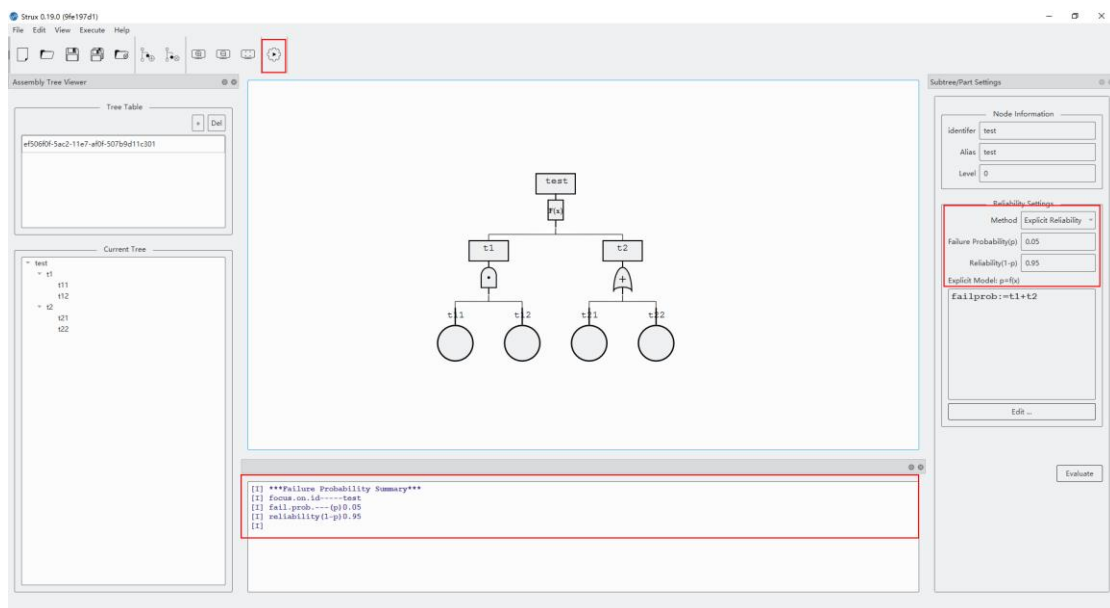 Strux 0.19.0 (9fe197d1)
File Edit View Execute Help
Assembly Tree Viewer
Tree Table
+ Del
ef506f0f-5ac2-11e7-af0f-507b9d11c301
Current Tree
test
t1
t11
t12
t2
t21
t22
test
F(x)
t1 t2
t11 t12 t21 t22
[I] ***Failure Probability Summary***
[I] focus.on.id-----test
[I] fail.prob.---(p)0.05
[I] reliability(1-p)0.95
[I]
Subtree/Part Settings
Node Information
identifer test
Alias test
Level 0
Reliability Settings
Method Explicit Reliability
Failure Probability(p) 0.05
Reliability(1-p) 0.95
Explicit Model: p=f(x)
failprob:=t1+t2
Edit ...
Evaluate